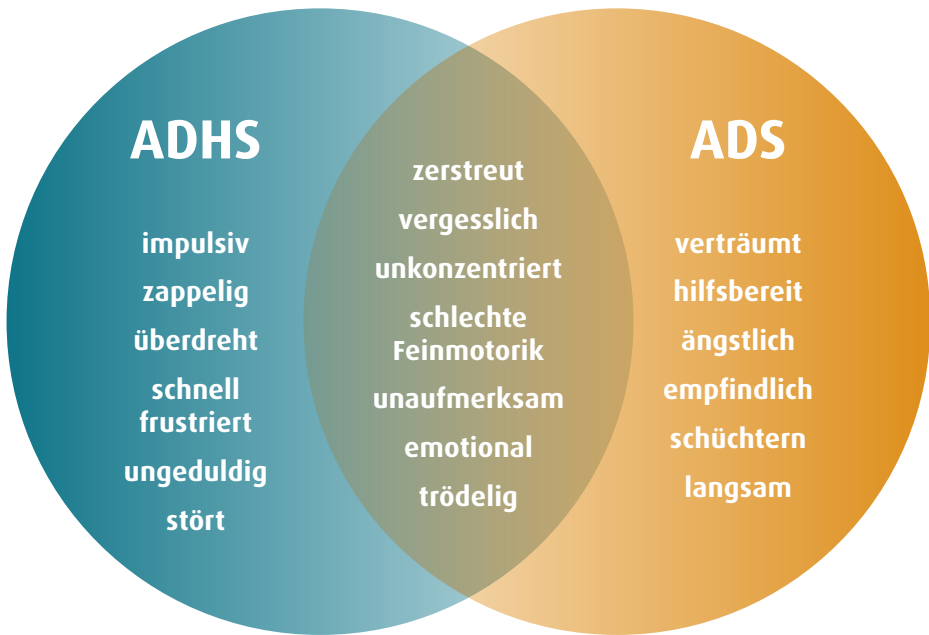 ADHS
impulsiv
zappelig
überdreht
schnell
frustriert
ungeduldig
stört
zerstreut
vergesslich
unkonzentriert
schlechte
Feinmotorik
unaufmerksam
emotional
trödelig
ADS
verträumt
hilfsbereit
ängstlich
empfindlich
schüchtern
langsam